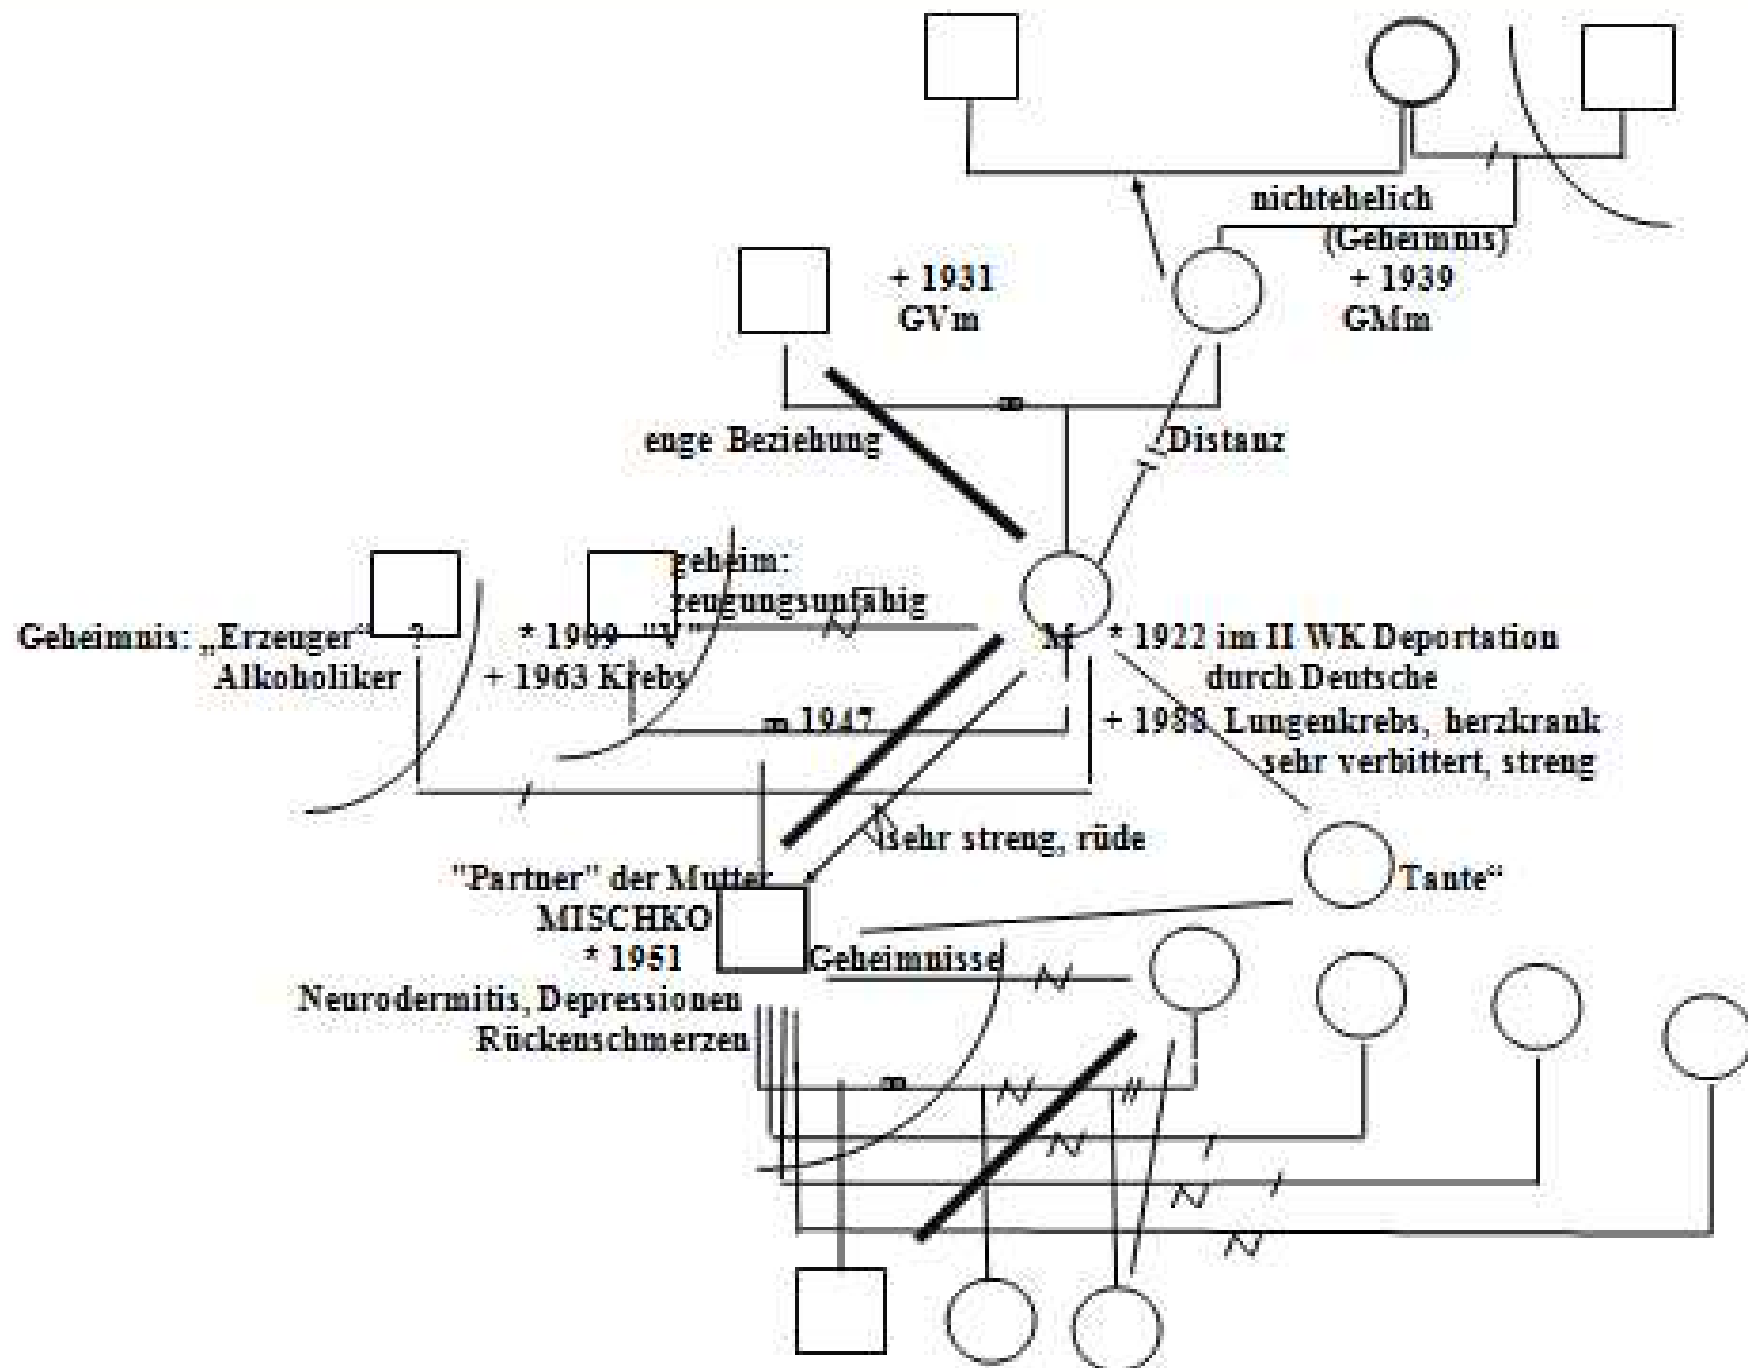 nichtehelich
(Geheimnis)
+ 1931
GVm
+ 1939
GMm
enge Beziehung
Distanz
geheim:
zeugungsunfähig
Geheimnis: „Erzeuger“ ?
Alkoholiker
* 1909 "V"
+ 1963 Krebs
M * 1922 im II WK Deportation
durch Deutsche
+ 1988 Lungenkrebs, herzkrank
sehr verbittert, streng
∞ 1947
sehr streng, rüde
"Partner" der Mutter
MISCHKO
* 1951
Neurodermitis, Depressionen
Rückenschmerzen
Tante“
Geheimnisse
∞